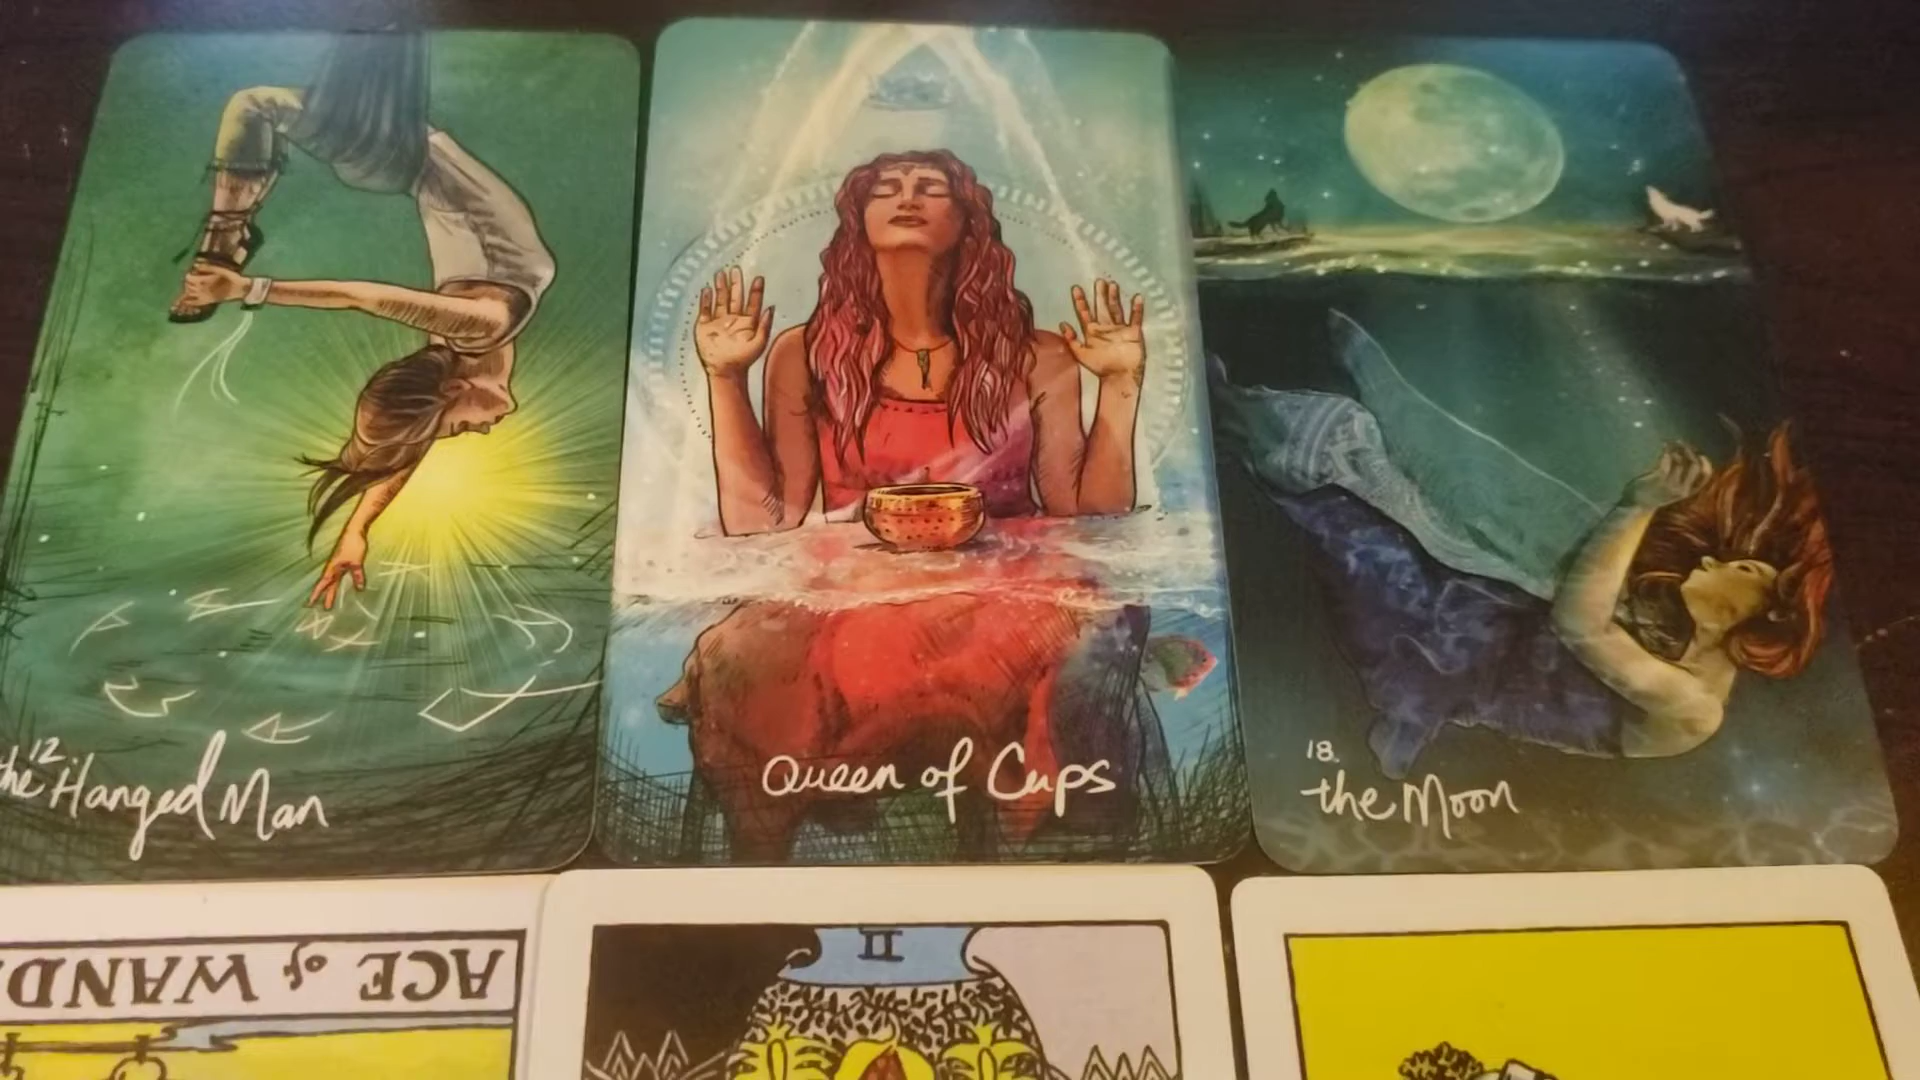 12
the Hanged Man
Queen of Cups
18.
the Moon
ACE of WAND
II